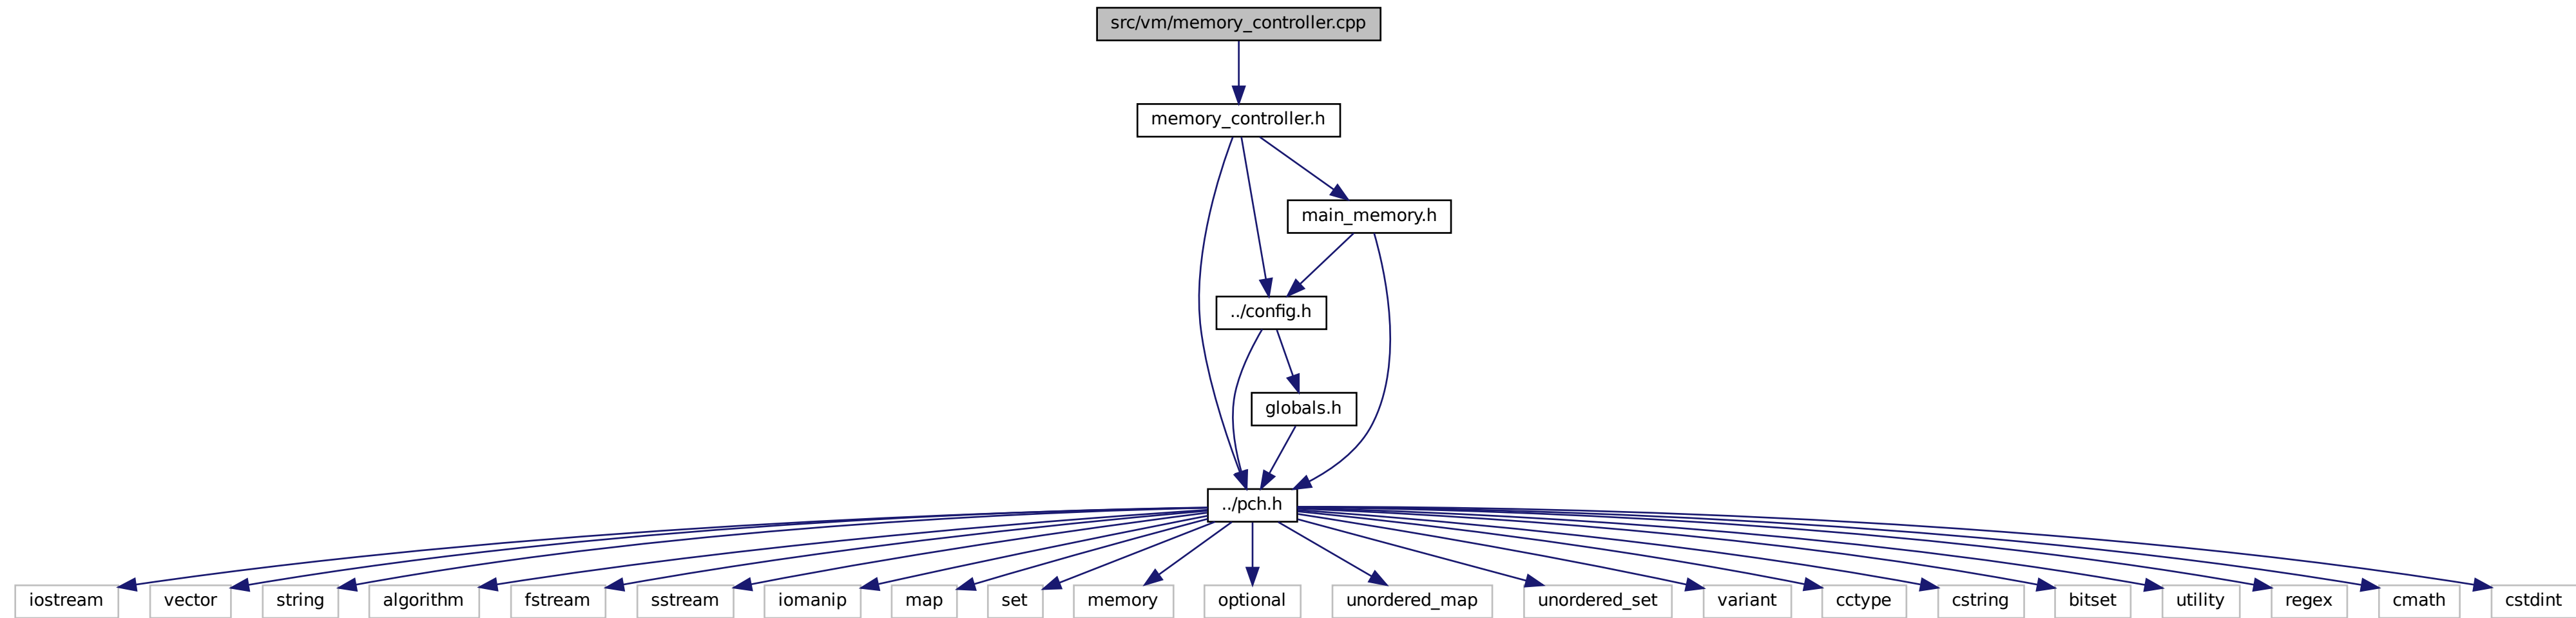 src/vm/memory_controller.cpp
memory_controller.h
main_memory.h
../config.h
globals.h
../pch.h
iostream
vector
string
algorithm
fstream
sstream
iomanip
map
set
memory
optional
unordered_map
unordered_set
variant
cctype
cstring
bitset
utility
regex
cmath
cstdint